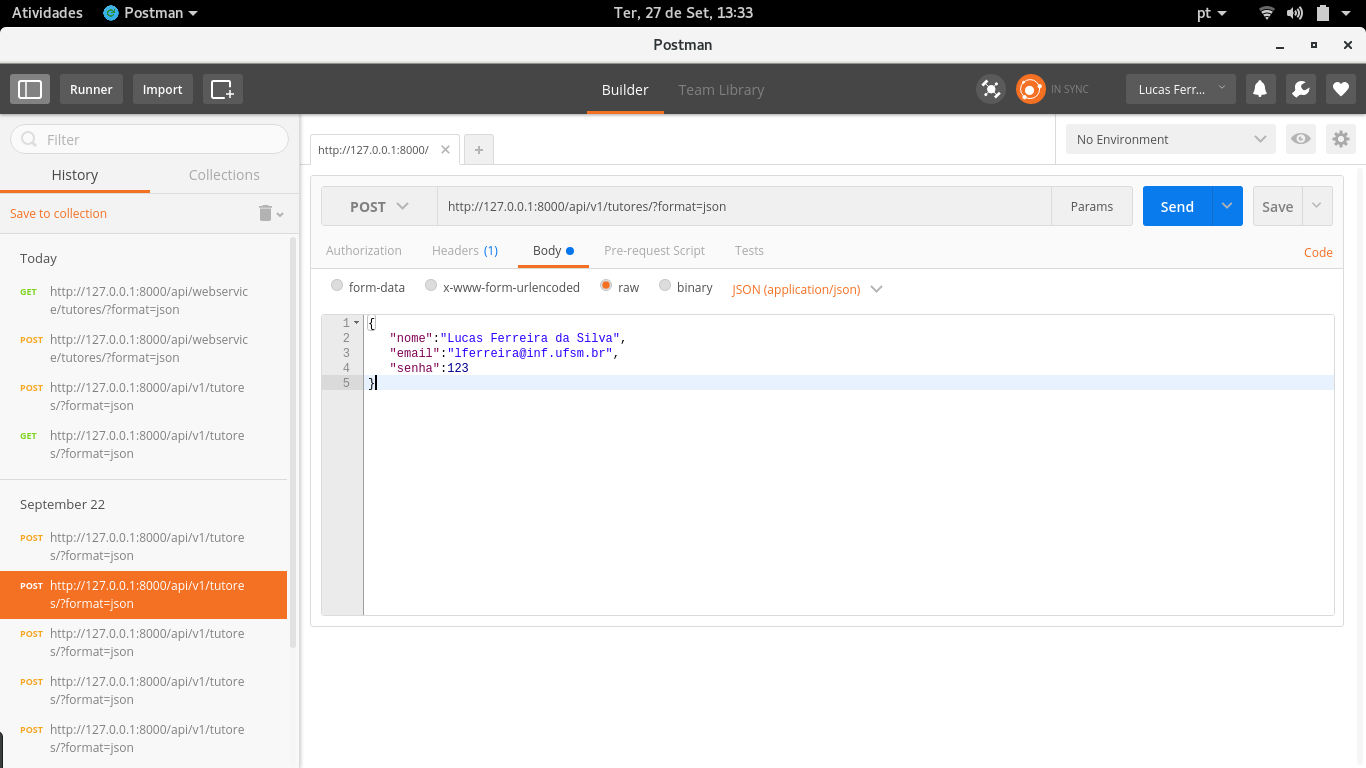 Atividades Postman Ter, 27 de Set, 13:33 pt
Postman
Runner Import Builder Team Library IN SYNC Lucas Ferr...
Filter
History Collections
Save to collection
Today
GET http://127.0.0.1:8000/api/webservic
e/tutores/?format=json
POST http://127.0.0.1:8000/api/webservic
e/tutores/?format=json
POST http://127.0.0.1:8000/api/v1/tutore
s/?format=json
GET http://127.0.0.1:8000/api/v1/tutore
s/?format=json
September 22
POST http://127.0.0.1:8000/api/v1/tutore
s/?format=json
POST http://127.0.0.1:8000/api/v1/tutore
s/?format=json
POST http://127.0.0.1:8000/api/v1/tutore
s/?format=json
POST http://127.0.0.1:8000/api/v1/tutore
s/?format=json
POST http://127.0.0.1:8000/api/v1/tutore
s/?format=json
http://127.0.0.1:8000/ No Environment
POST http://127.0.0.1:8000/api/v1/tutores/?format=json Params Send Save
Authorization Headers (1) Body Pre-request Script Tests Code
form-data x-www-form-urlencoded raw binary JSON (application/json)
1 {
2 "nome":"Lucas Ferreira da Silva",
3 "email":"lferreira@inf.ufsm.br",
4 "senha":123
5 }